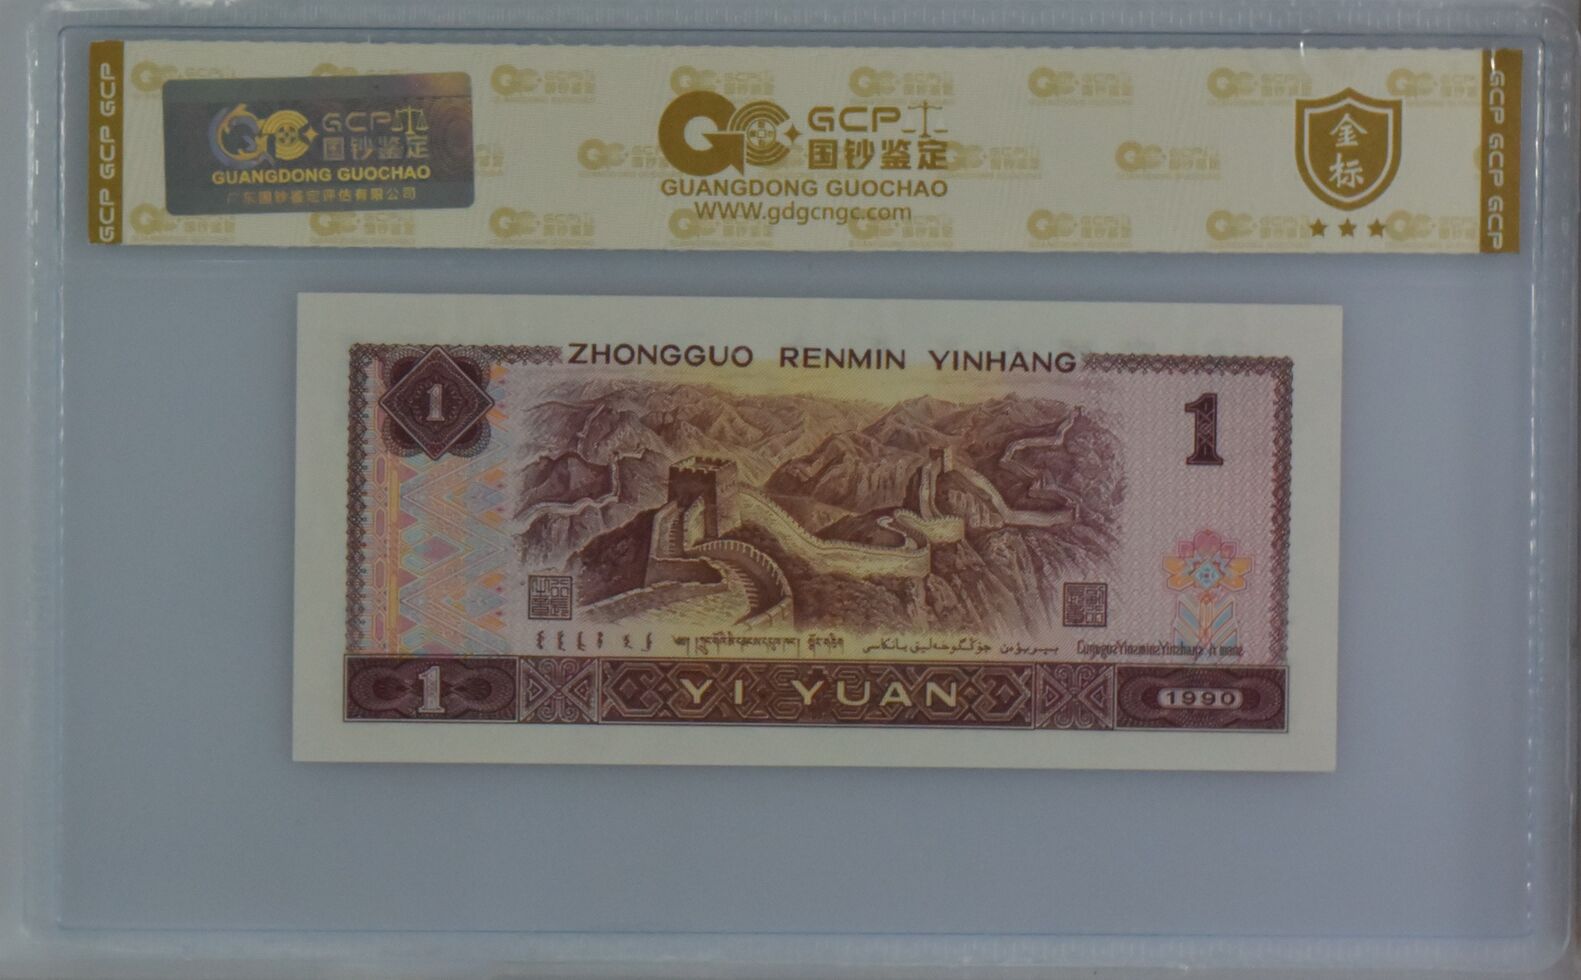 GCP GCP GCP
GCP
国钞鉴定
GUANGDONG GUOCHAO
广东国钞鉴定评估有限公司
GCP
国钞鉴定
GUANGDONG GUOCHAO
WWW.gdgcngc.com
金标
GCP GCP GCP
ZHONGGUO RENMIN YINHANG
1
1
1
YI YUAN
1990